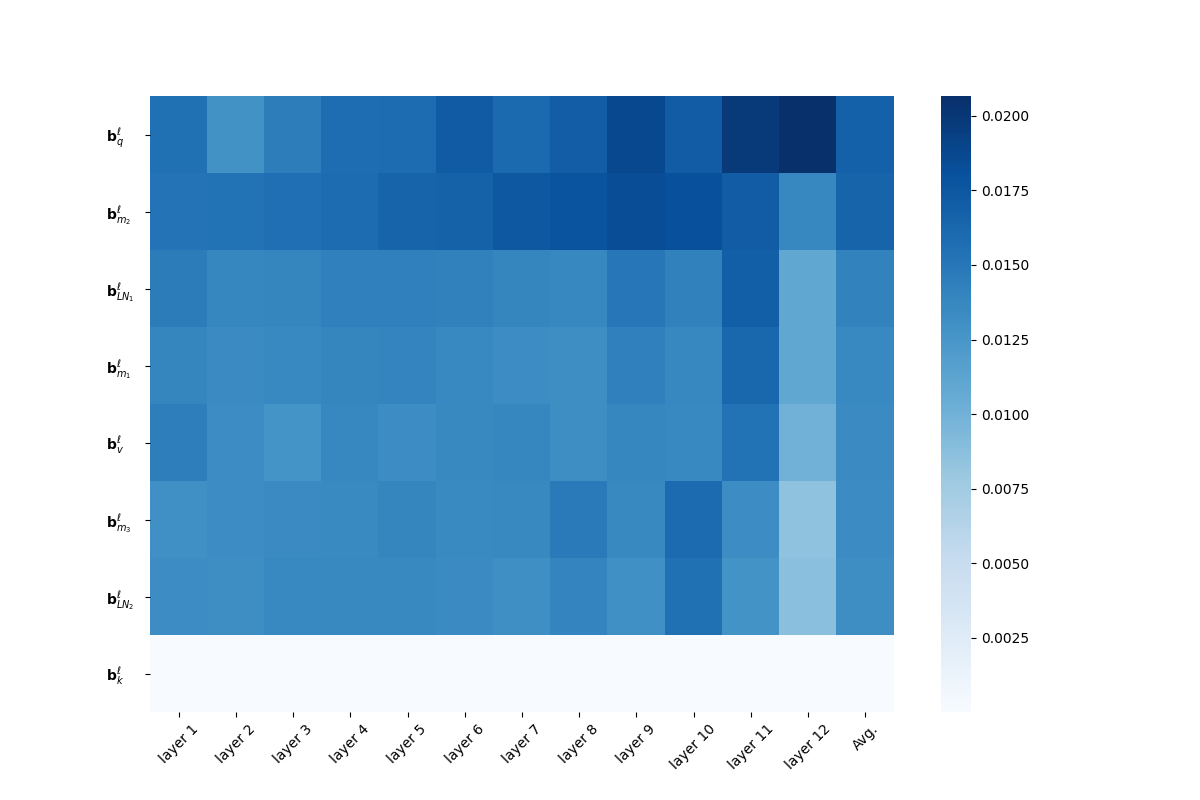 b_q^ℓ
b_{m_2}^ℓ
b_{LN_1}^ℓ
b_{m_1}^ℓ
b_v^ℓ
b_{m_3}^ℓ
b_{LN_2}^ℓ
b_k^ℓ
layer 1
layer 2
layer 3
layer 4
layer 5
layer 6
layer 7
layer 8
layer 9
layer 10
layer 11
layer 12
Avg.
0.0200
0.0175
0.0150
0.0125
0.0100
0.0075
0.0050
0.0025